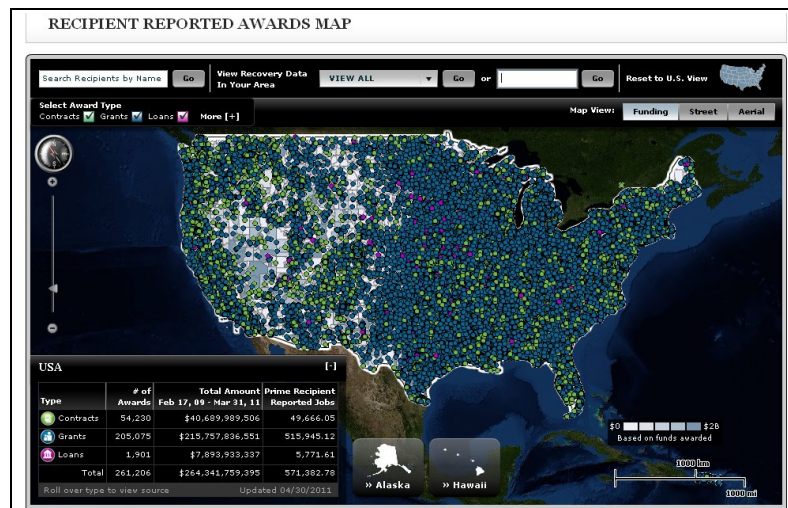 RECIPIENT REPORTED AWARDS MAP
Search Recipients by Name Go View Recovery Data In Your Area VIEW ALL Go or Go Reset to U.S. View
Select Award Type
Contracts Grants Loans More [+]
Map View: Funding Street Aerial
USA [-]
Type # of Awards Total Amount Feb 17, 09 - Mar 31, 11 Prime Recipient Reported Jobs
Contracts 54,230 $40,689,989,506 49,666.05
Grants 205,075 $215,757,836,551 515,945.12
Loans 1,901 $7,893,933,337 5,771.61
Total 261,206 $264,341,759,395 571,382.78
Roll over type to view source Updated 04/30/2011
» Alaska » Hawaii
$0 $2B
Based on funds awarded
1000 km
1000 mi